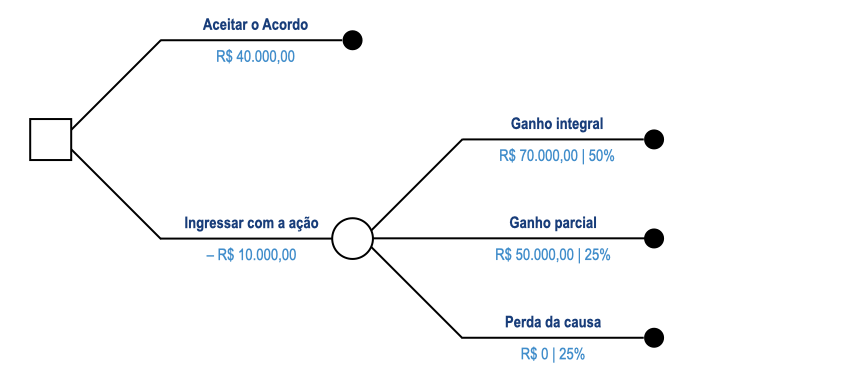 Aceitar o Acordo
R$ 40.000,00
Ganho integral
R$ 70.000,00 | 50%
Ingressar com a ação
– R$ 10.000,00
Ganho parcial
R$ 50.000,00 | 25%
Perda da causa
R$ 0 | 25%